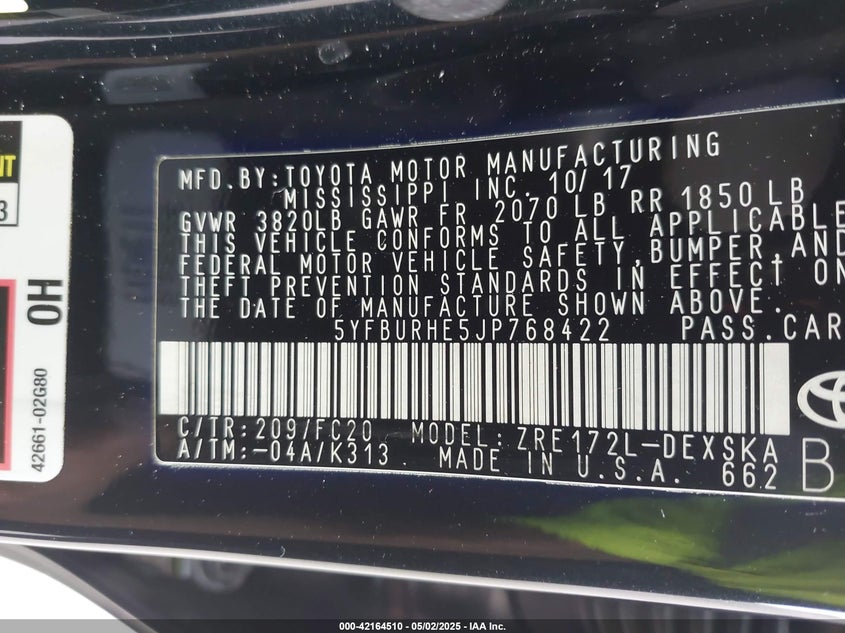 NT
3
OH
42661-02G80
MFD.BY:TOYOTA MOTOR MANUFACTURING
MISSISSIPPI INC. 10/17
GVWR 3820LB GAWR FR 2070 LB RR 1850 LB
THIS VEHICLE CONFORMS TO ALL APPLICABLE
FEDERAL MOTOR VEHICLE SAFETY,BUMPER,AND
THEFT PREVENTION STANDARDS IN EFFECT ON
THE DATE OF MANUFACTURE SHOWN ABOVE.
5YFBURHE5JP768422 PASS.CAR
C/TR:209/FC20 MODEL:ZRE172L-DEXSKA
A/TM:-04A/K313 MADE IN U.S.A. 662 B
000-42164510 - 05/02/2025 - IAA Inc.